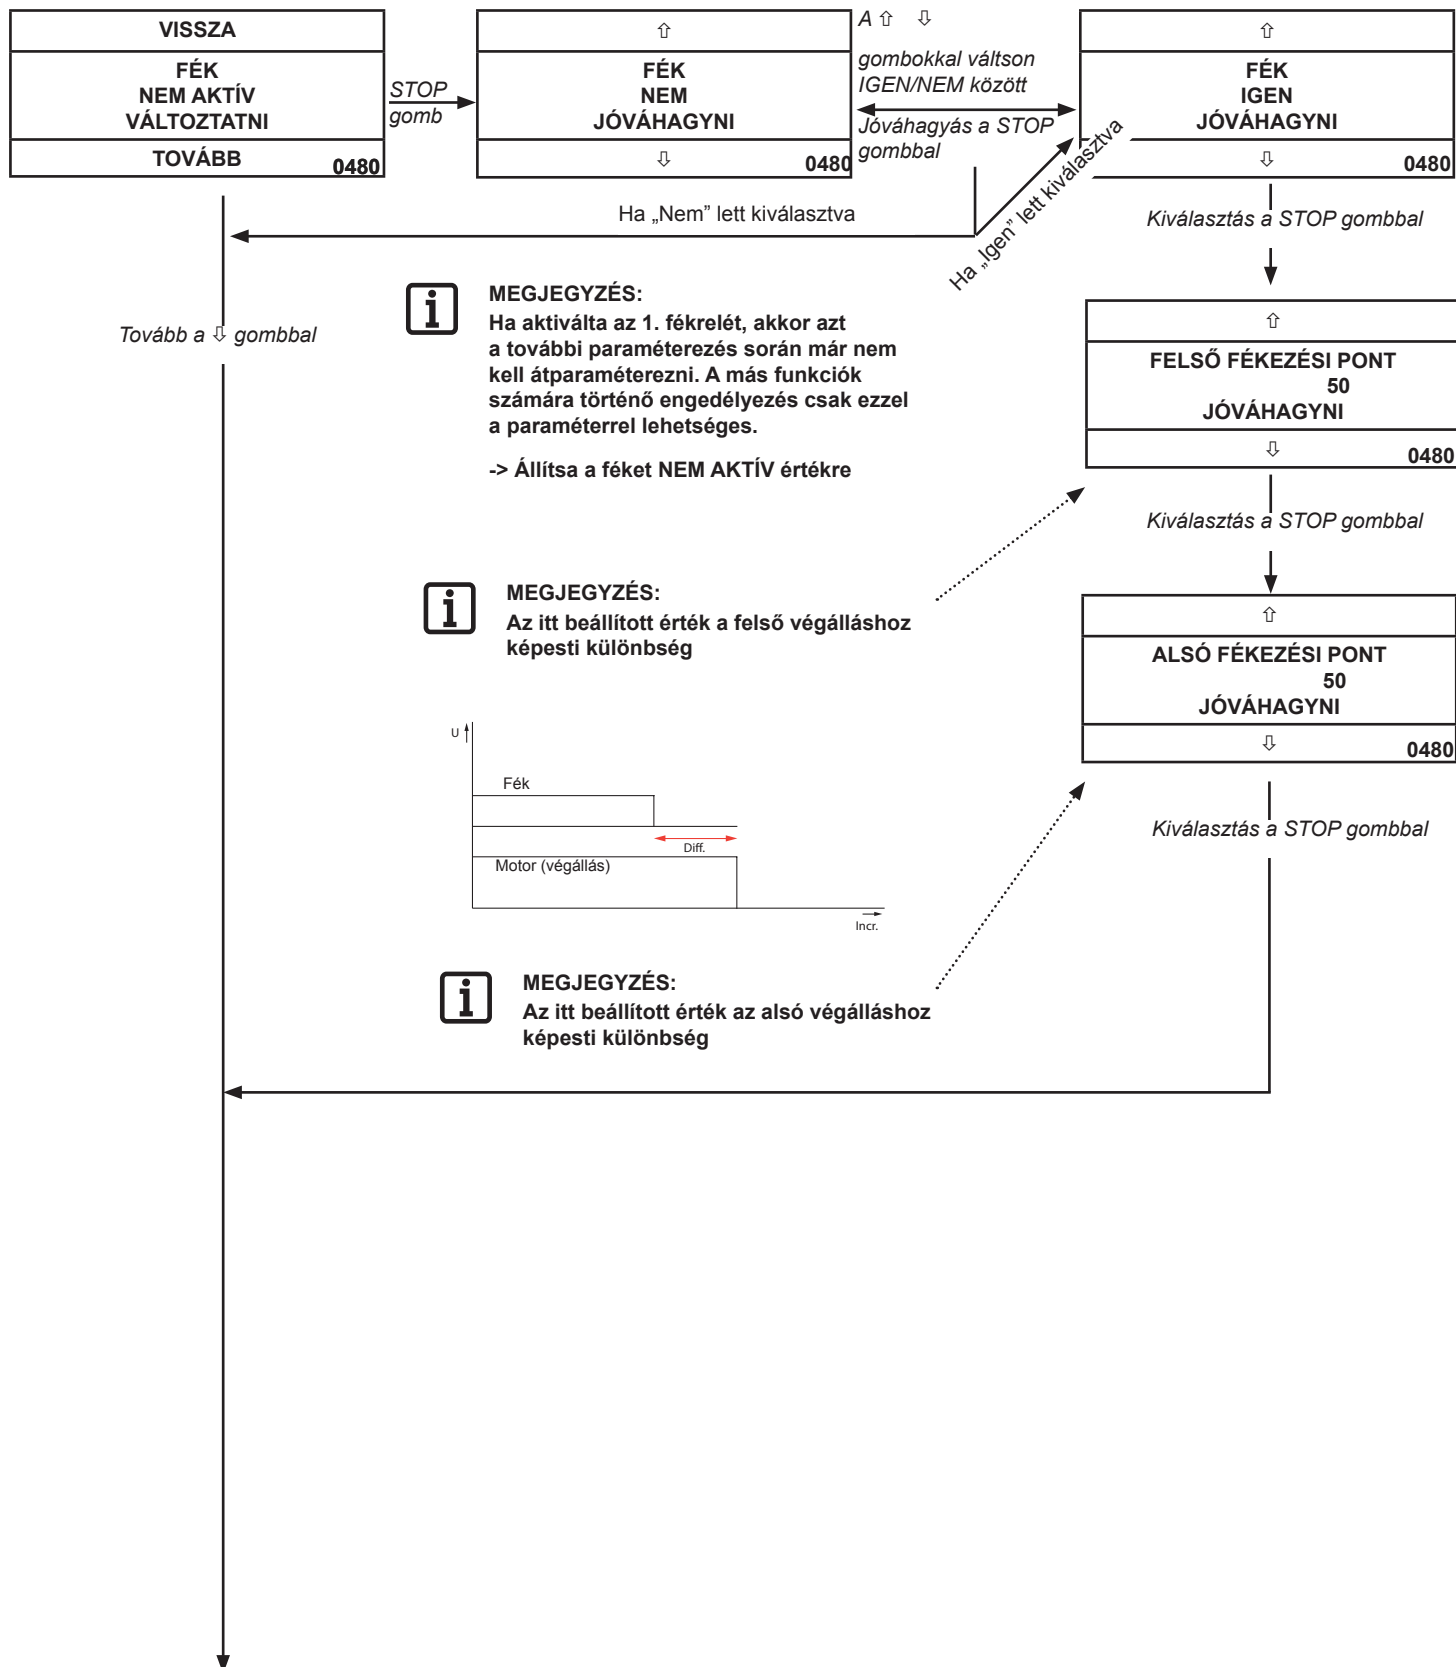 VISSZA
FÉK
NEM AKTÍV
VÁLTOZTATNI
TOVÁBB
0480
STOP
gomb
⇧
FÉK
NEM
JÓVÁHAGYNI
⇩
0480
A ⇧ ⇩
gombokkal váltson
IGEN/NEM között
Jóváhagyás a STOP
gombbal
⇧
FÉK
IGEN
JÓVÁHAGYNI
⇩
0480
Ha „Nem” lett kiválasztva
Ha „Igen” lett kiválasztva
Kiválasztás a STOP gombbal
Tovább a ⇩ gombbal
MEGJEGYZÉS:
Ha aktiválta az 1. fékrelét, akkor azt
a további paraméterezés során már nem
kell átparaméterezni. A más funkciók
számára történő engedélyezés csak ezzel
a paraméterrel lehetséges.
-> Állítsa a féket NEM AKTÍV értékre
⇧
FELSŐ FÉKEZÉSI PONT
50
JÓVÁHAGYNI
⇩
0480
Kiválasztás a STOP gombbal
MEGJEGYZÉS:
Az itt beállított érték a felső végálláshoz
képesti különbség
⇧
ALSÓ FÉKEZÉSI PONT
50
JÓVÁHAGYNI
⇩
0480
Kiválasztás a STOP gombbal
U
Fék
Diff.
Motor (végállás)
Incr.
MEGJEGYZÉS:
Az itt beállított érték az alsó végálláshoz
képesti különbség